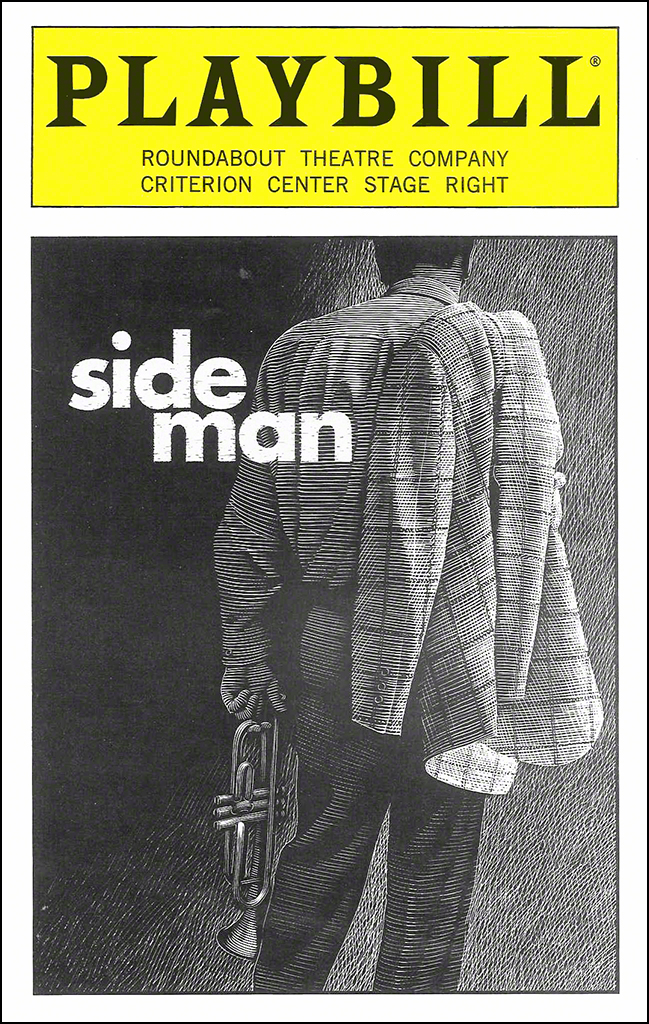 PLAYBILL®
ROUNDABOUT THEATRE COMPANY
CRITERION CENTER STAGE RIGHT
side
man